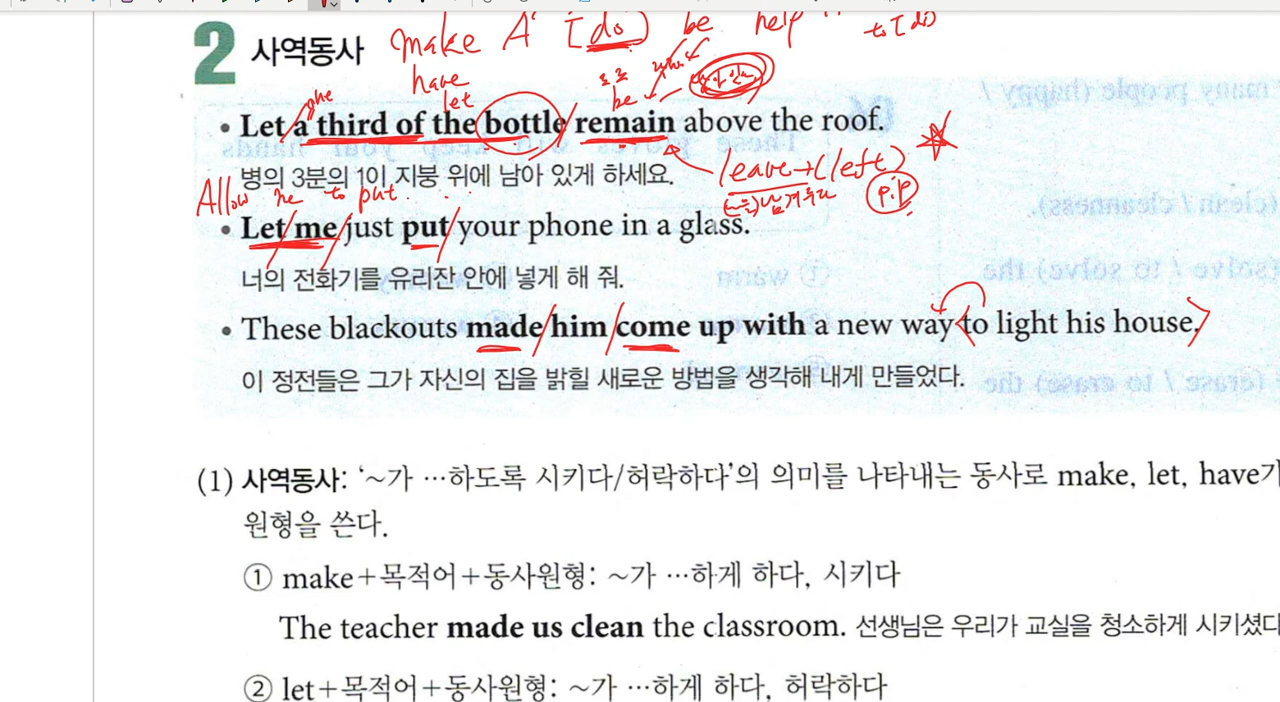 make A [do] be help
to [do]
2 사역동사
have
let
be
one
• Let a third of the bottle remain above the roof.
leave → (left)
병의 3분의 1이 지붕 위에 남아 있게 하세요.
p.p
Allow me to put
• Let me just put your phone in a glass.
너의 전화기를 유리잔 안에 넣게 해 줘.
• These blackouts made him come up with a new way to light his house.
이 정전들은 그가 자신의 집을 밝힐 새로운 방법을 생각해 내게 만들었다.
(1) 사역동사: ‘~가 …하도록 시키다/허락하다’의 의미를 나타내는 동사로 make, let, have가
원형을 쓴다.
① make+목적어+동사원형: ~가 …하게 하다, 시키다
The teacher made us clean the classroom. 선생님은 우리가 교실을 청소하게 시키셨다
② let+목적어+동사원형: ~가 …하게 하다, 허락하다